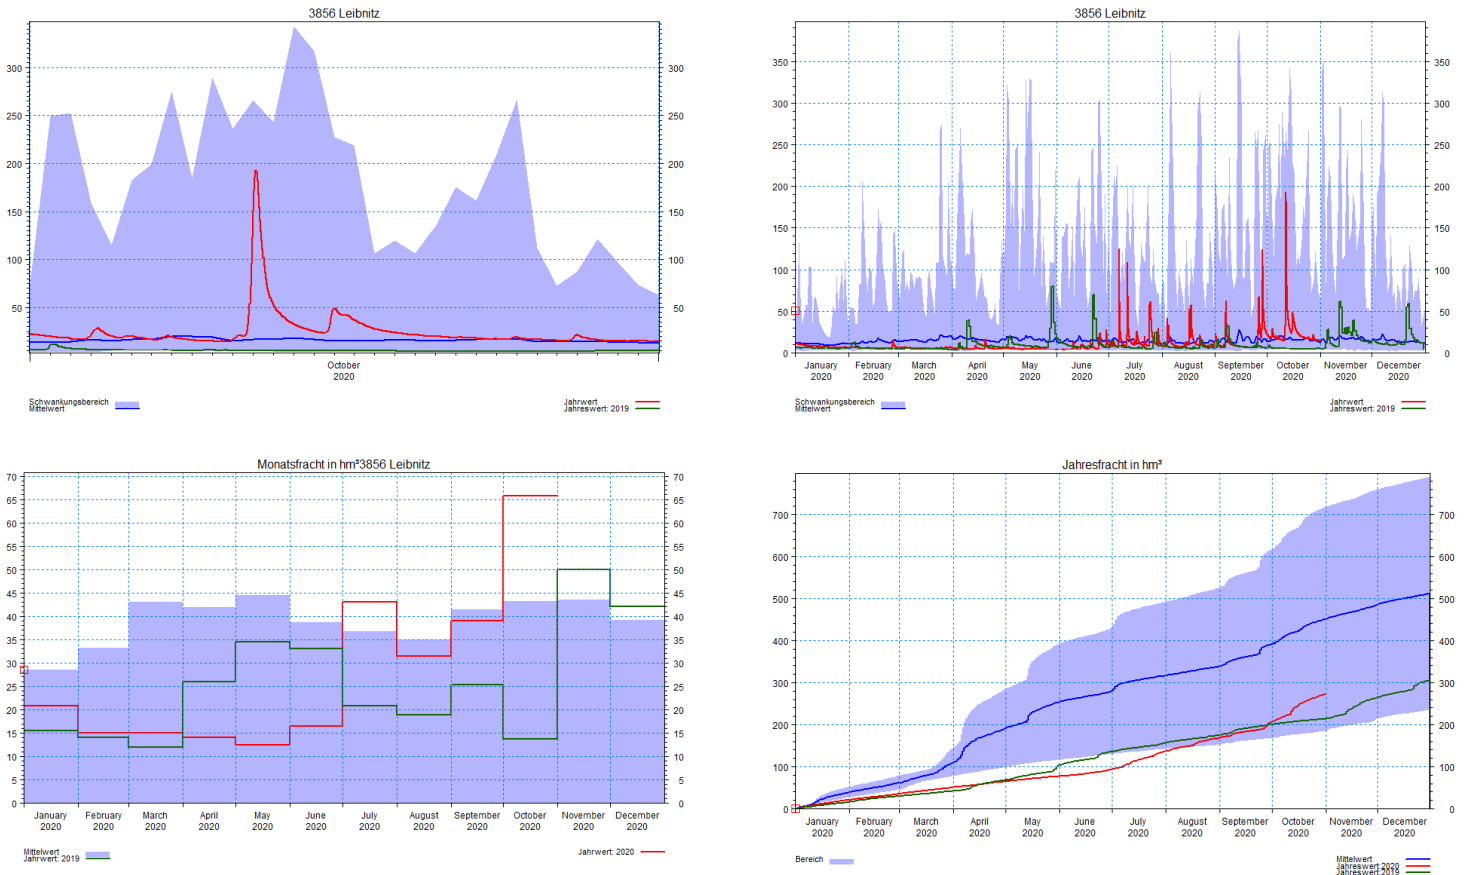 3856 Leibnitz
300
250
200
150
100
50
300
250
200
150
100
50
October
2020
Schwankungsbereich
Mittelwert
Jahrwert
Jahreswert: 2019
3856 Leibnitz
350
300
250
200
150
100
50
0
350
300
250
200
150
100
50
0
January February March April May June July August September October November December
2020 2020 2020 2020 2020 2020 2020 2020 2020 2020 2020 2020
Schwankungsbereich
Mittelwert
Jahrwert
Jahreswert: 2019
Monatsfracht in hm³3856 Leibnitz
70
65
60
55
50
45
40
35
30
25
20
15
10
5
0
70
65
60
55
50
45
40
35
30
25
20
15
10
5
0
January February March April May June July August September October November December
2020 2020 2020 2020 2020 2020 2020 2020 2020 2020 2020 2020
Mittelwert
Jahrwert: 2019
Jahrwert: 2020
Jahresfracht in hm³
700
600
500
400
300
200
100
0
700
600
500
400
300
200
100
0
January February March April May June July August September October November December
2020 2020 2020 2020 2020 2020 2020 2020 2020 2020 2020 2020
Bereich
Mittelwert
Jahreswert:2020
Jahreswert:2019